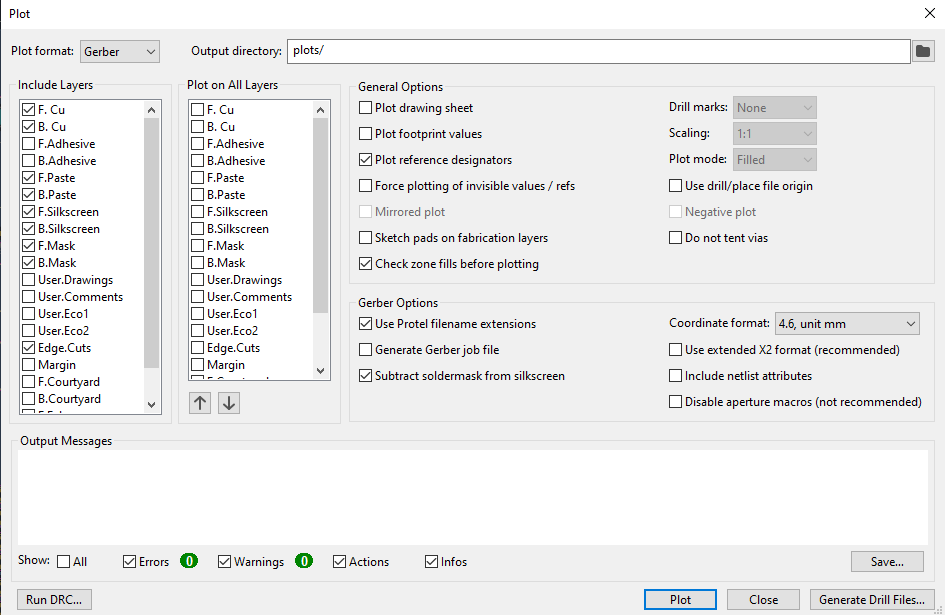 Plot
Plot format: Gerber Output directory: plots/
Include Layers
F. Cu
B. Cu
F.Adhesive
B.Adhesive
F.Paste
B.Paste
F.Silkscreen
B.Silkscreen
F.Mask
B.Mask
User.Drawings
User.Comments
User.Eco1
User.Eco2
Edge.Cuts
Margin
F.Courtyard
B.Courtyard
Plot on All Layers
F. Cu
B. Cu
F.Adhesive
B.Adhesive
F.Paste
B.Paste
F.Silkscreen
B.Silkscreen
F.Mask
B.Mask
User.Drawings
User.Comments
User.Eco1
User.Eco2
Edge.Cuts
Margin
General Options
Plot drawing sheet
Plot footprint values
Plot reference designators
Force plotting of invisible values / refs
Mirrored plot
Sketch pads on fabrication layers
Check zone fills before plotting
Drill marks: None
Scaling: 1:1
Plot mode: Filled
Use drill/place file origin
Negative plot
Do not tent vias
Gerber Options
Use Protel filename extensions
Generate Gerber job file
Subtract soldermask from silkscreen
Coordinate format: 4.6, unit mm
Use extended X2 format (recommended)
Include netlist attributes
Disable aperture macros (not recommended)
Output Messages
Show: All Errors 0 Warnings 0 Actions Infos Save...
Run DRC... Plot Close Generate Drill Files...